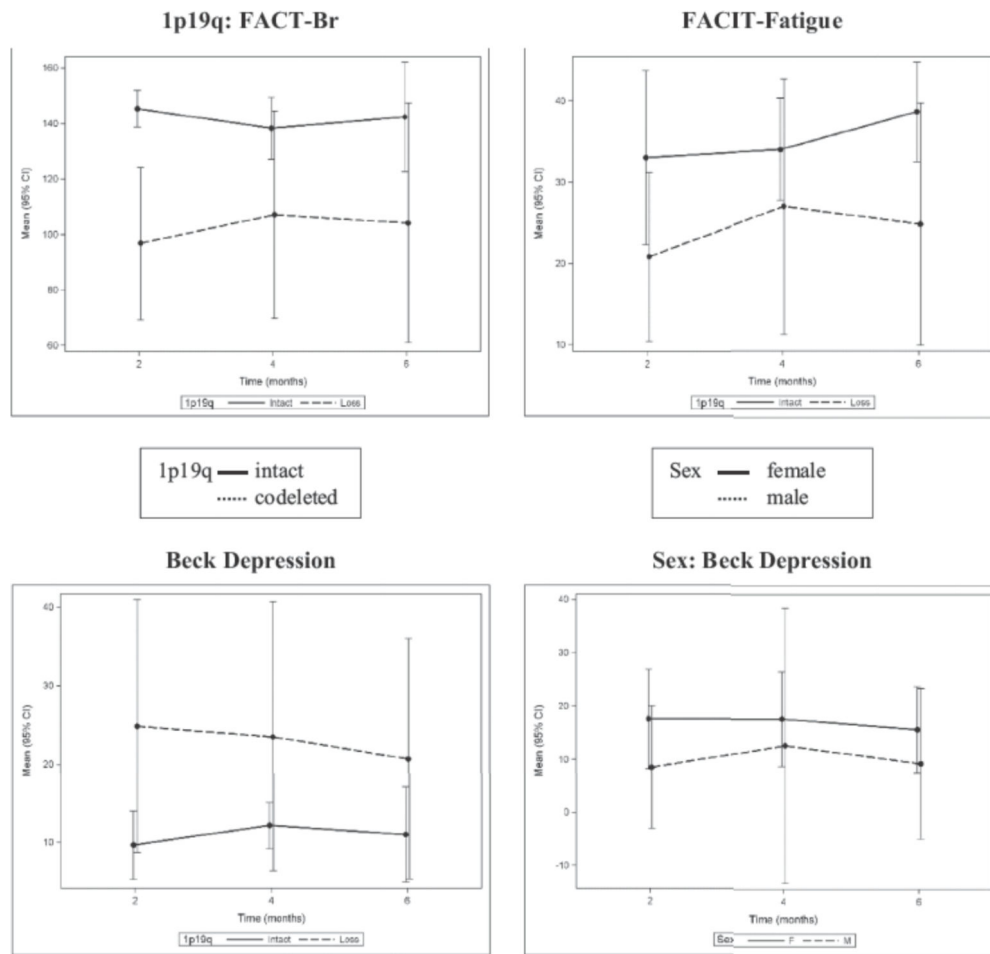 1p19q: FACT-Br
160
140
120
100
80
60
Mean (95% CI)
2 4 6
Time (months)
1p19q Intact Loss
FACIT-Fatigue
40
30
20
10
Mean (95% CI)
2 4 6
Time (months)
1p19q Intact Loss
1p19q intact
codeleted
Sex female
male
Beck Depression
40
30
20
10
Mean (95% CI)
2 4 6
Time (months)
1p19q Intact Loss
Sex: Beck Depression
40
30
20
10
0
-10
Mean (95% CI)
2 4 6
Time (months)
Sex F M